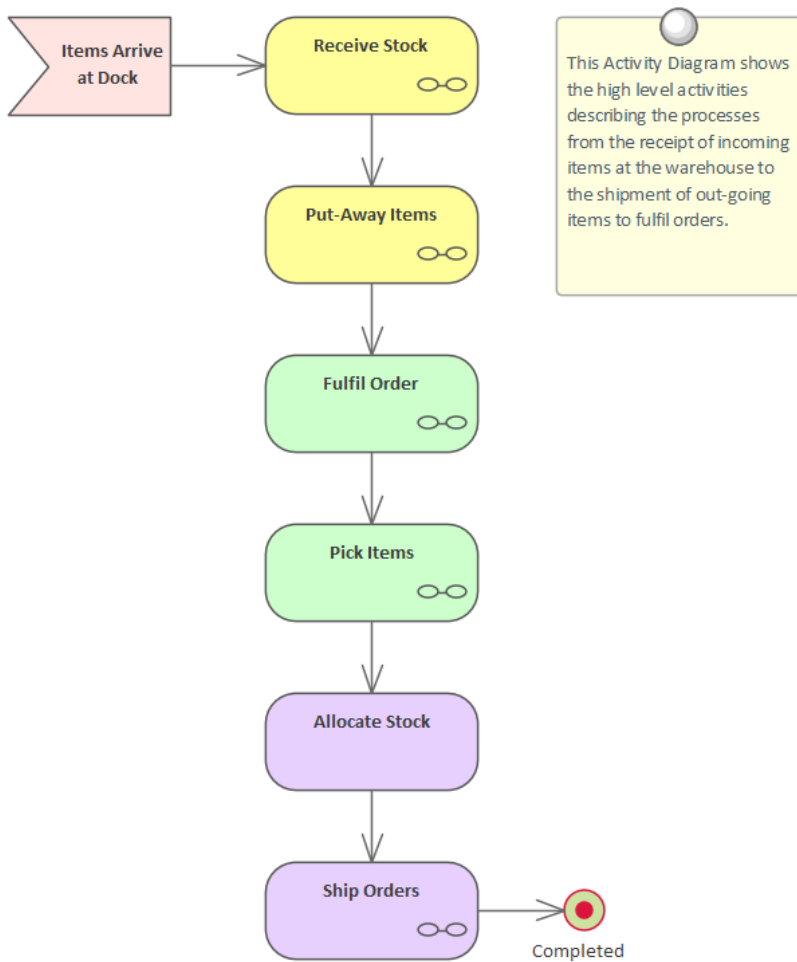 Items Arrive
at Dock
Receive Stock
This Activity Diagram shows
the high level activities
describing the processes
from the receipt of incoming
items at the warehouse to
the shipment of out-going
items to fulfil orders.
Put-Away Items
Fulfil Order
Pick Items
Allocate Stock
Ship Orders
Completed